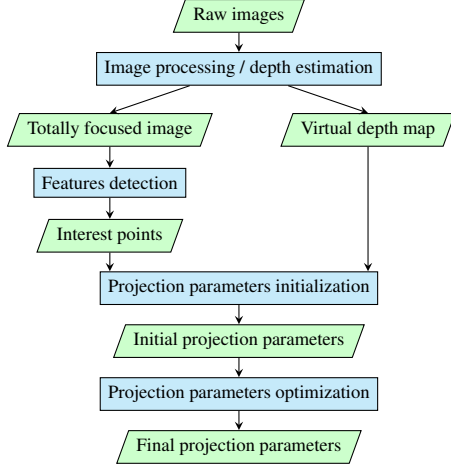 Raw images
Image processing / depth estimation
Totally focused image
Virtual depth map
Features detection
Interest points
Projection parameters initialization
Initial projection parameters
Projection parameters optimization
Final projection parameters